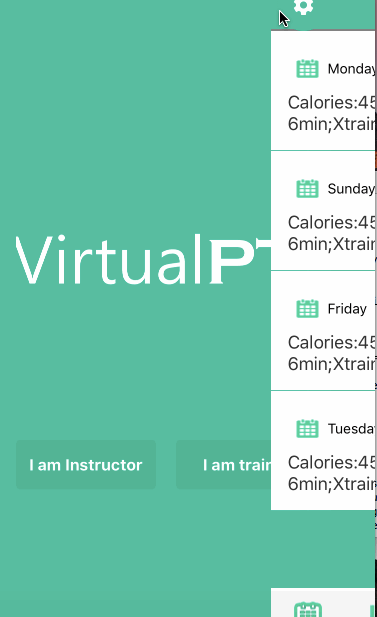 Monday
Calories:45
6min;Xtrain
Sunday
Calories:45
6min;Xtrain
VirtualPT
Friday
Calories:45
6min;Xtrain
Tuesda
Calories:45
6min;Xtrain
I am Instructor
I am train